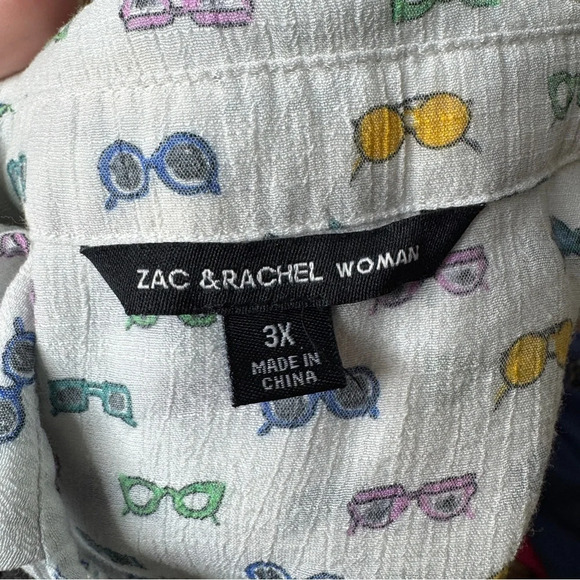 ZAC & RACHEL WOMAN
3X
MADE IN
CHINA